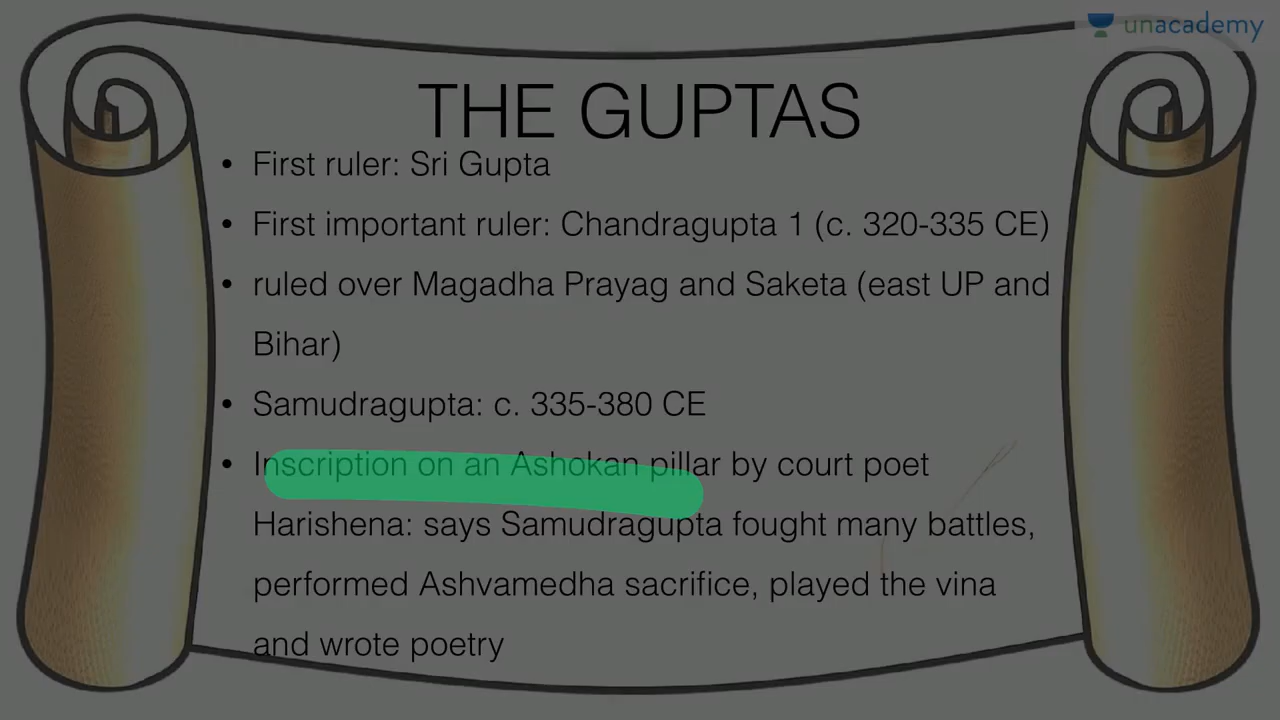 unacademy
THE GUPTAS
• First ruler: Sri Gupta
• First important ruler: Chandragupta 1 (c. 320-335 CE)
• ruled over Magadha Prayag and Saketa (east UP and
Bihar)
• Samudragupta: c. 335-380 CE
• Inscription on an Ashokan pillar by court poet
Harishena: says Samudragupta fought many battles,
performed Ashvamedha sacrifice, played the vina
and wrote poetry